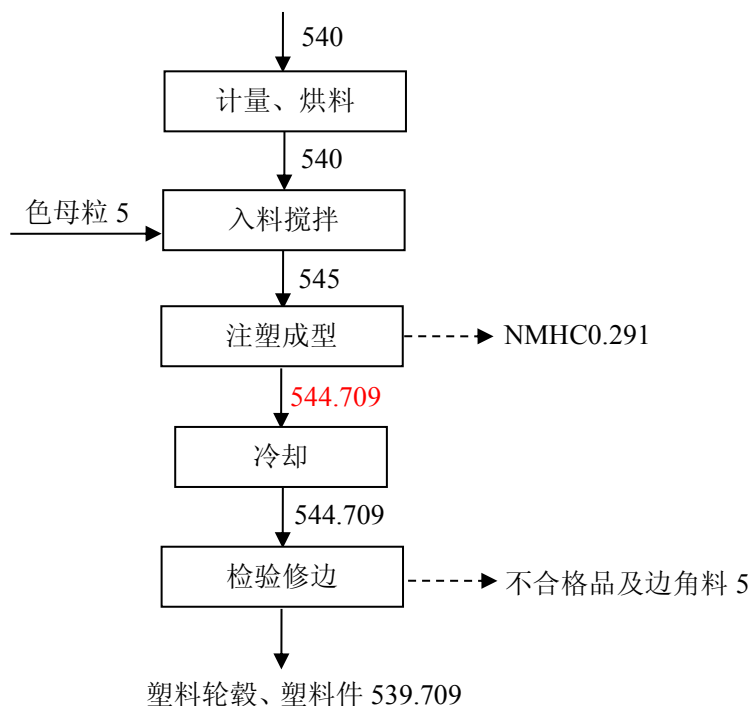 540
计量、烘料
540
色母粒 5
入料搅拌
545
注塑成型
NMHC0.291
544.709
冷却
544.709
检验修边
不合格品及边角料 5
塑料轮毂、塑料件 539.709